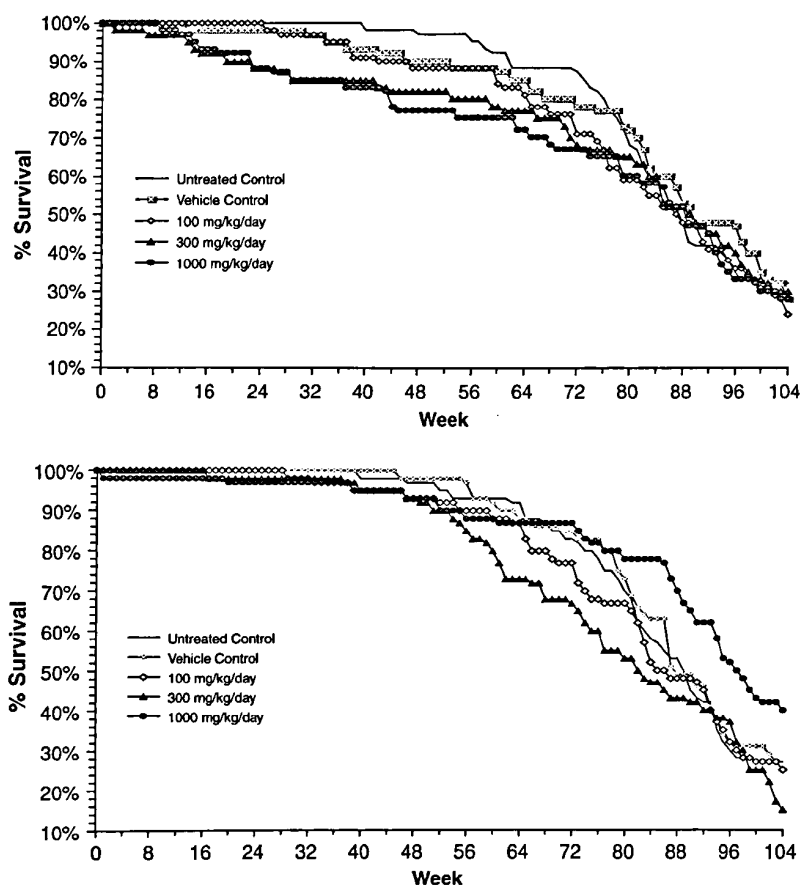 100%
90%
80%
70%
60%
50%
40%
30%
20%
10%
% Survival
Untreated Control
Vehicle Control
100 mg/kg/day
300 mg/kg/day
1000 mg/kg/day
0 8 16 24 32 40 48 56 64 72 80 88 96 104
Week
100%
90%
80%
70%
60%
50%
40%
30%
20%
10%
% Survival
Untreated Control
Vehicle Control
100 mg/kg/day
300 mg/kg/day
1000 mg/kg/day
0 8 16 24 32 40 48 56 64 72 80 88 96 104
Week